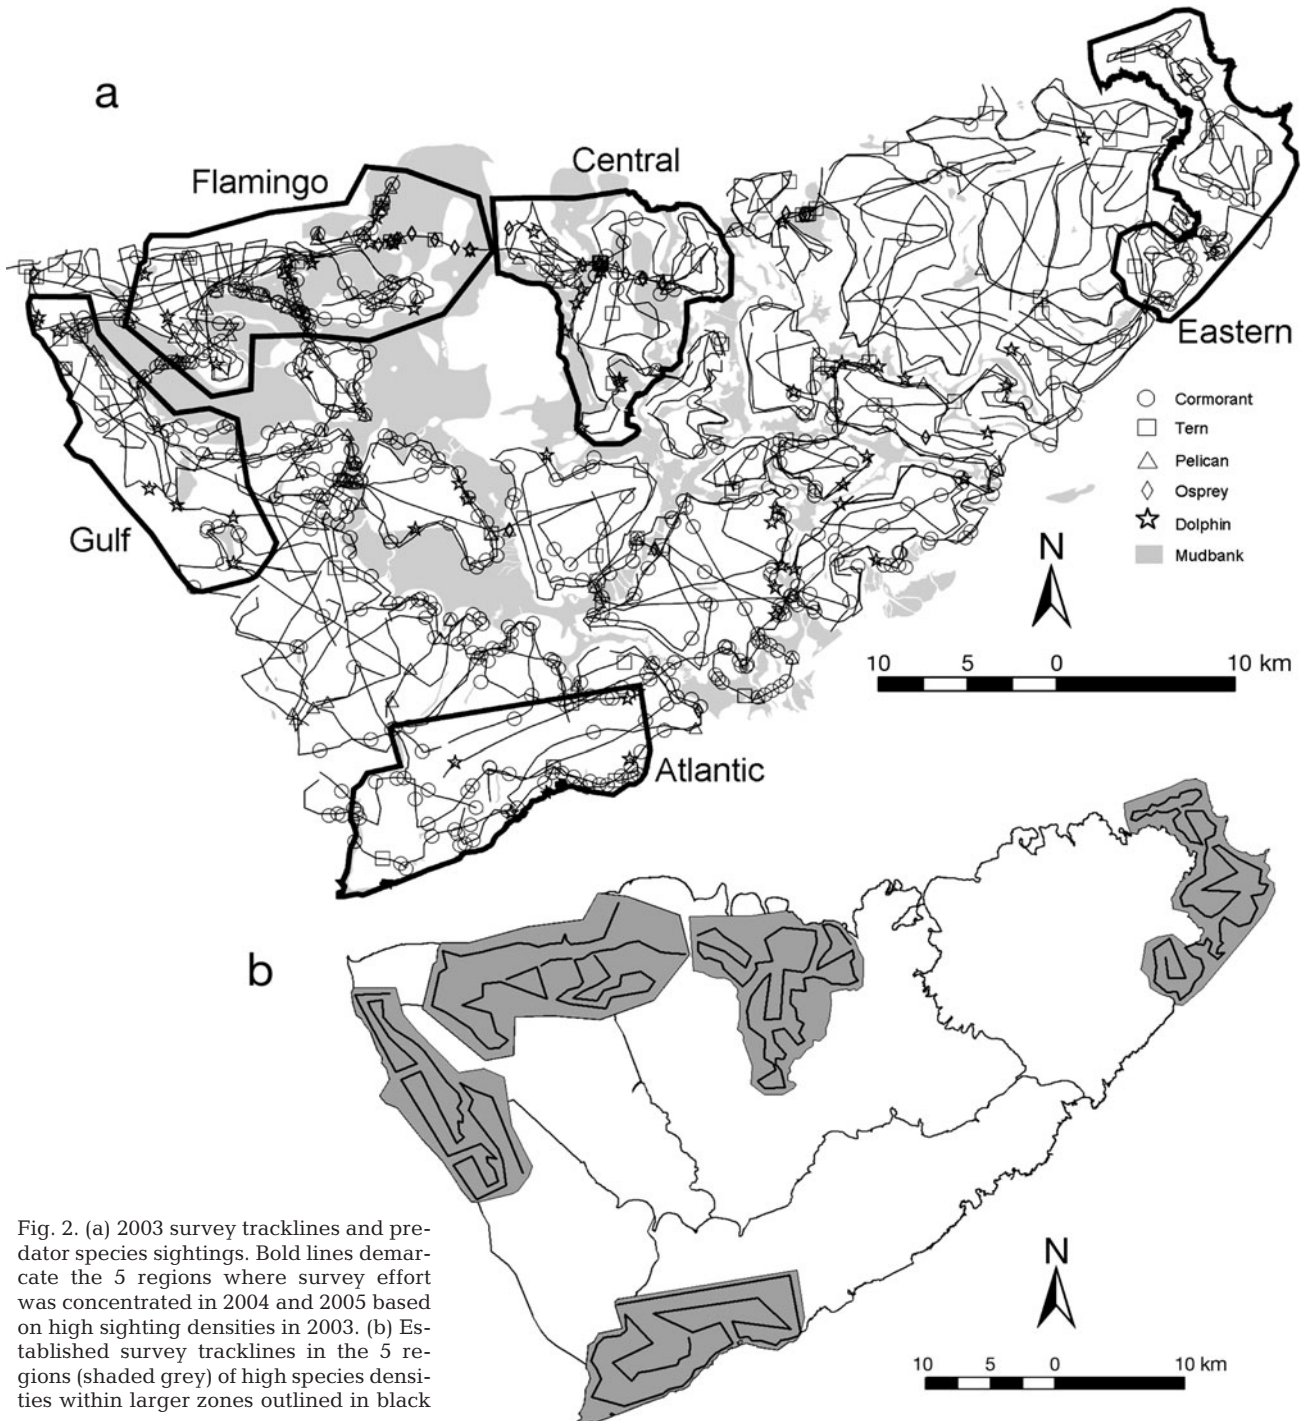 a
Flamingo
Central
Eastern
Gulf
Atlantic
Cormorant
Tern
Pelican
Osprey
Dolphin
Mudbank
N
10 5 0 10 km
b
N
10 5 0 10 km
Fig. 2. (a) 2003 survey tracklines and pre-
dator species sightings. Bold lines demar-
cate the 5 regions where survey effort
was concentrated in 2004 and 2005 based
on high sighting densities in 2003. (b) Es-
tablished survey tracklines in the 5 re-
gions (shaded grey) of high species densi-
ties within larger zones outlined in black